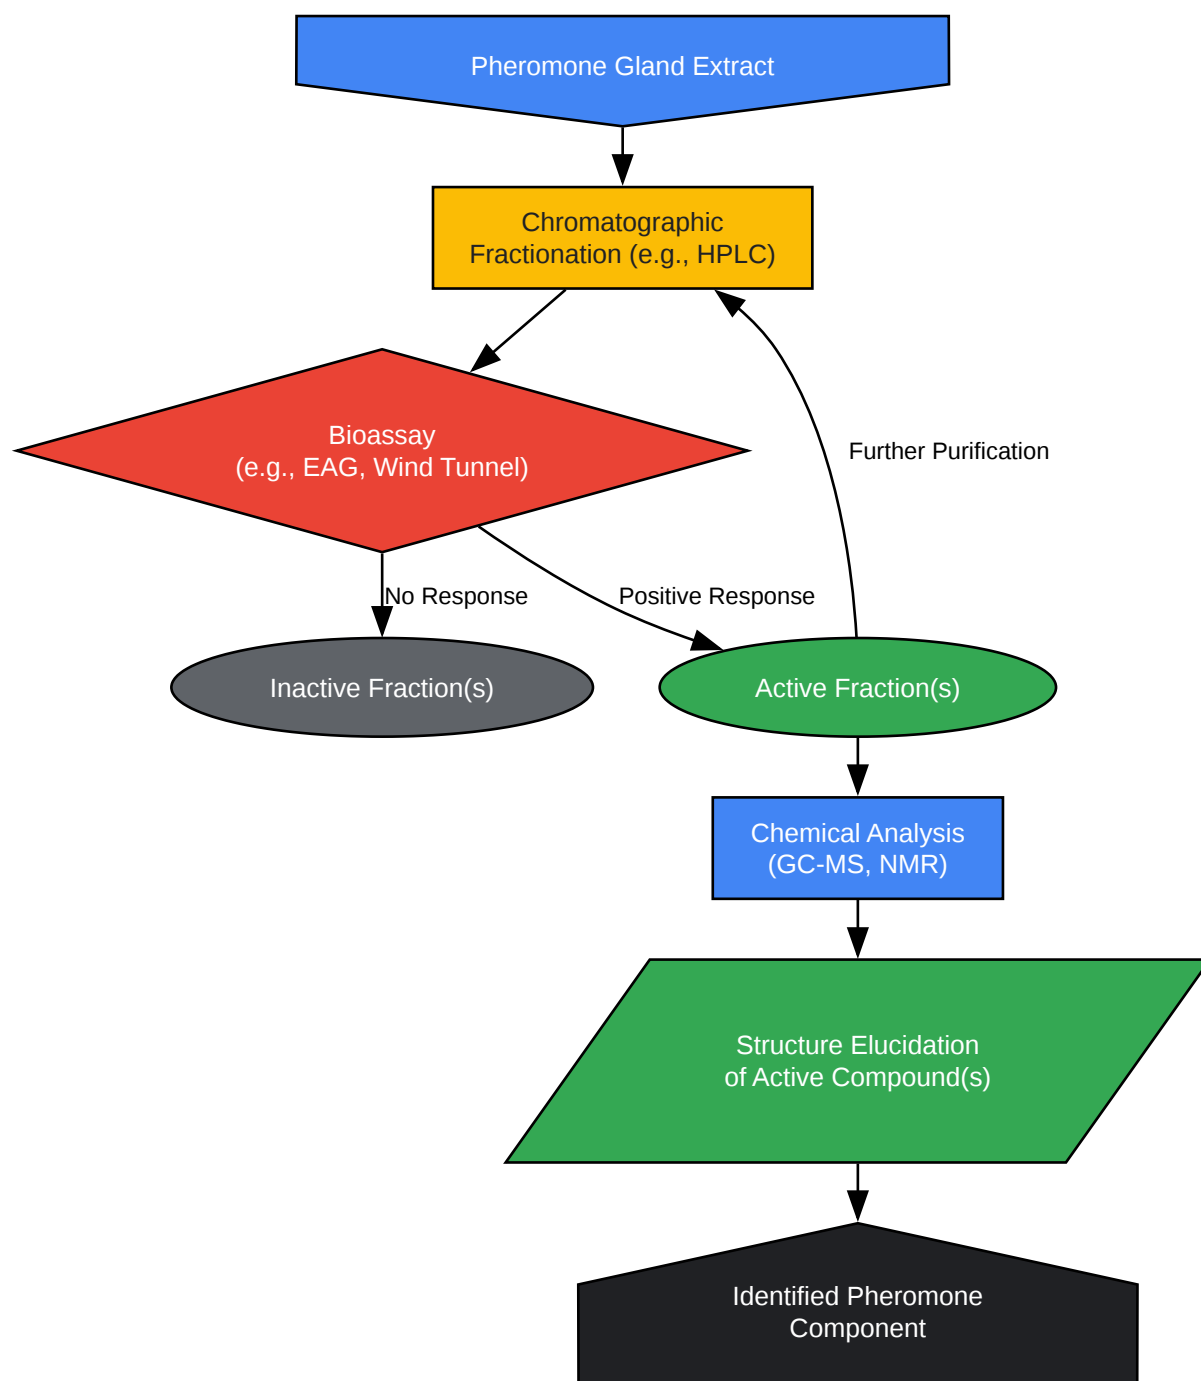 Pheromone Gland Extract
Chromatographic
Fractionation (e.g., HPLC)
Bioassay
(e.g., EAG, Wind Tunnel)
Further Purification
No Response
Positive Response
Inactive Fraction(s)
Active Fraction(s)
Chemical Analysis
(GC-MS, NMR)
Structure Elucidation
of Active Compound(s)
Identified Pheromone
Component